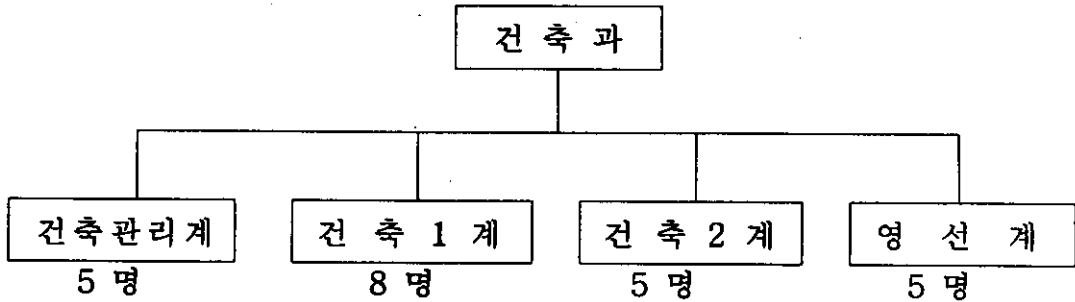 건 축 과
건축관리계 건 축 1 계 건 축 2 계 영 선 계
5 명 8 명 5 명 5 명